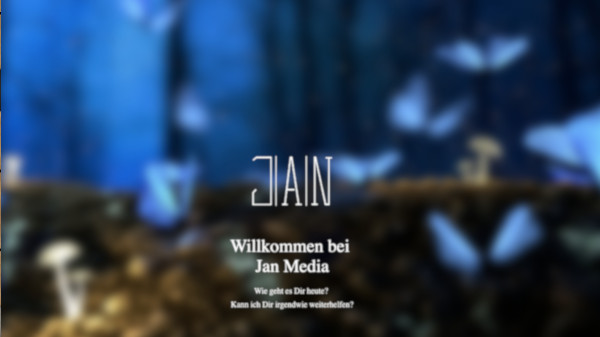 JAN
Willkommen bei
Jan Media
Wie geht es Dir heute?
Kann ich Dir irgendwie weiterhelfen?